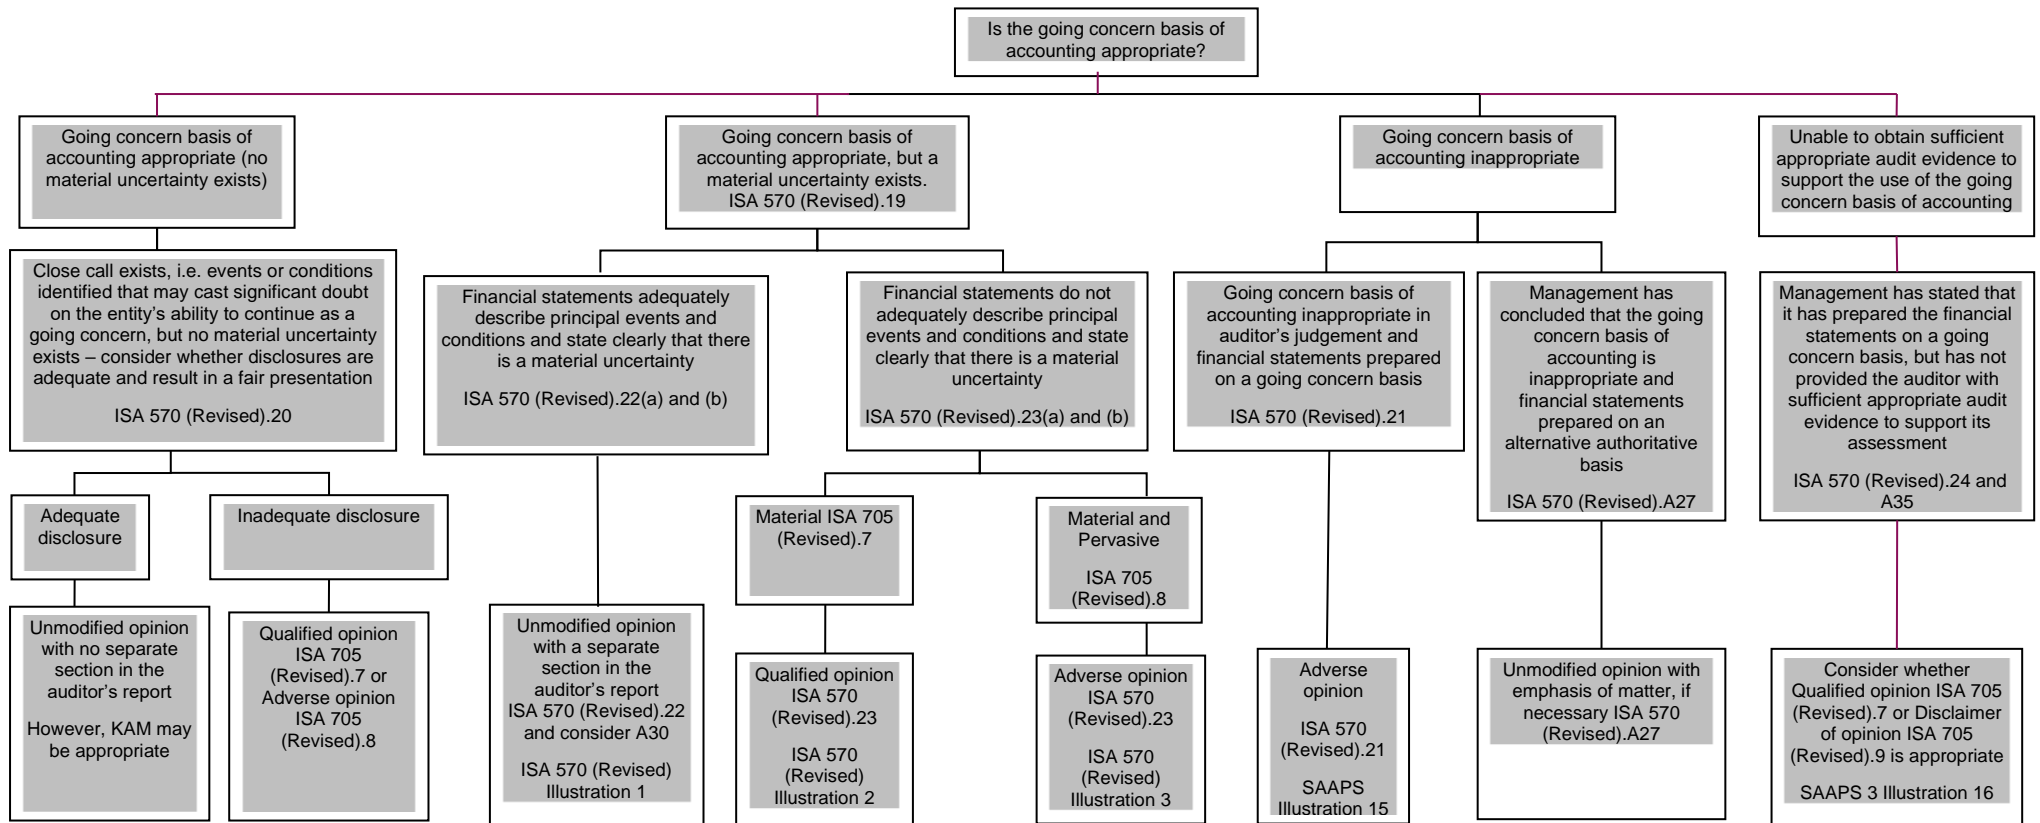 Is the going concern basis of
accounting appropriate?
Going concern basis of
accounting appropriate (no
material uncertainty exists)
Going concern basis of
accounting appropriate, but a
material uncertainty exists.
ISA 570 (Revised).19
Going concern basis of
accounting inappropriate
Unable to obtain sufficient
appropriate audit evidence to
support the use of the going
concern basis of accounting
Close call exists, i.e. events or conditions
identified that may cast significant doubt
on the entity’s ability to continue as a
going concern, but no material uncertainty
exists – consider whether disclosures are
adequate and result in a fair presentation
ISA 570 (Revised).20
Financial statements adequately
describe principal events and
conditions and state clearly that there
is a material uncertainty
ISA 570 (Revised).22(a) and (b)
Financial statements do not
adequately describe principal
events and conditions and state
clearly that there is a material
uncertainty
ISA 570 (Revised).23(a) and (b)
Going concern basis of
accounting inappropriate in
auditor’s judgement and
financial statements prepared
on a going concern basis
ISA 570 (Revised).21
Management has
concluded that the going
concern basis of
accounting is
inappropriate and
financial statements
prepared on an
alternative authoritative
basis
ISA 570 (Revised).A27
Management has stated that
it has prepared the financial
statements on a going
concern basis, but has not
provided the auditor with
sufficient appropriate audit
evidence to support its
assessment
ISA 570 (Revised).24 and
A35
Adequate
disclosure
Inadequate disclosure
Material ISA 705
(Revised).7
Material and
Pervasive
ISA 705
(Revised).8
Unmodified opinion
with no separate
section in the
auditor’s report
However, KAM may
be appropriate
Qualified opinion
ISA 705
(Revised).7 or
Adverse opinion
ISA 705
(Revised).8
Unmodified opinion
with a separate
section in the
auditor’s report
ISA 570 (Revised).22
and consider A30
ISA 570 (Revised)
Illustration 1
Qualified opinion
ISA 570
(Revised).23
ISA 570
(Revised)
Illustration 2
Adverse opinion
ISA 570
(Revised).23
ISA 570
(Revised)
Illustration 3
Adverse
opinion
ISA 570
(Revised).21
SAAPS
Illustration 15
Unmodified opinion with
emphasis of matter, if
necessary ISA 570
(Revised).A27
Consider whether
Qualified opinion ISA 705
(Revised).7 or Disclaimer
of opinion ISA 705
(Revised).9 is appropriate
SAAPS 3 Illustration 16